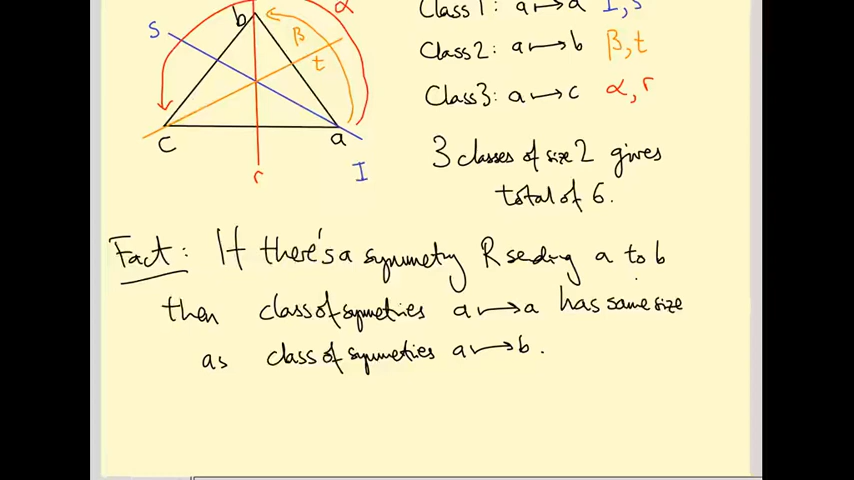 Class 1: a ↦ a I, s
b
α
s
Class 2: a ↦ b β, t
β
t
Class 3: a ↦ c α, r
c
a
r
I
3 classes of size 2 gives
total of 6.
Fact: If there's a symmetry R sending a to b
then class of symmetries a ↦ a has same size
as class of symmetries a ↦ b.